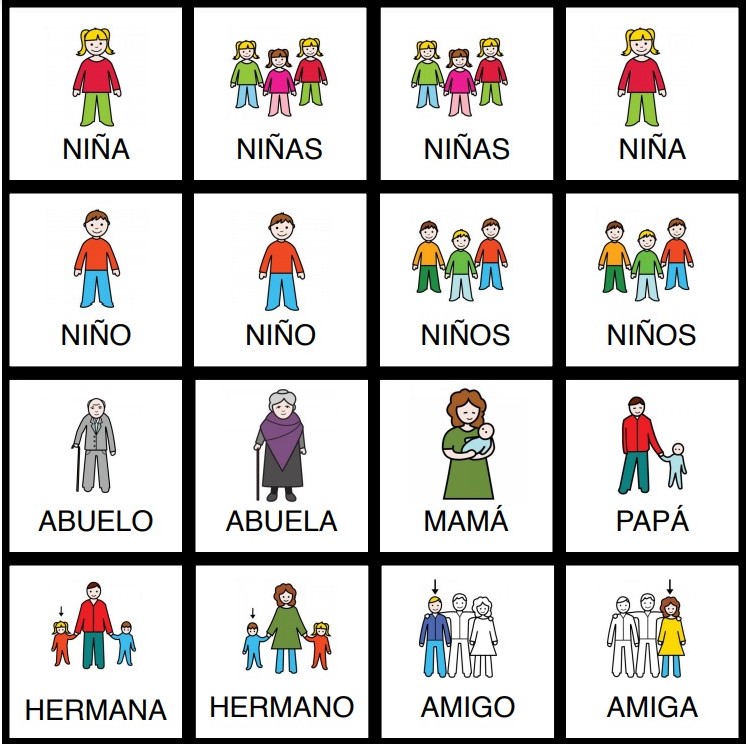 NIÑA
NIÑAS
NIÑAS
NIÑA
NIÑO
NIÑO
NIÑOS
NIÑOS
ABUELO
ABUELA
MAMÁ
PAPÁ
HERMANA
HERMANO
AMIGO
AMIGA